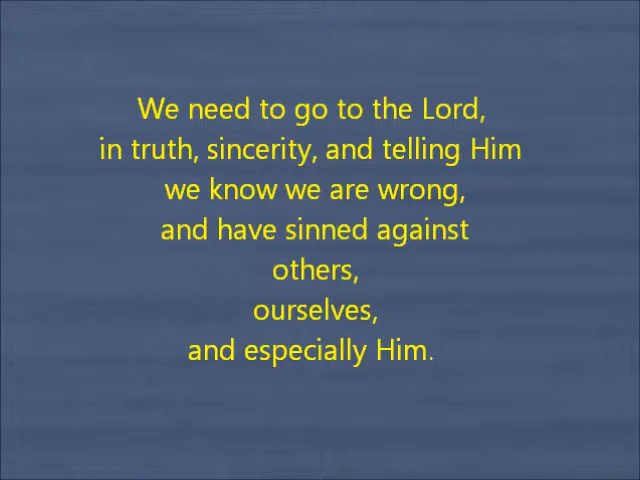 We need to go to the Lord,
in truth, sincerity, and telling Him
we know we are wrong,
and have sinned against
others,
ourselves,
and especially Him.